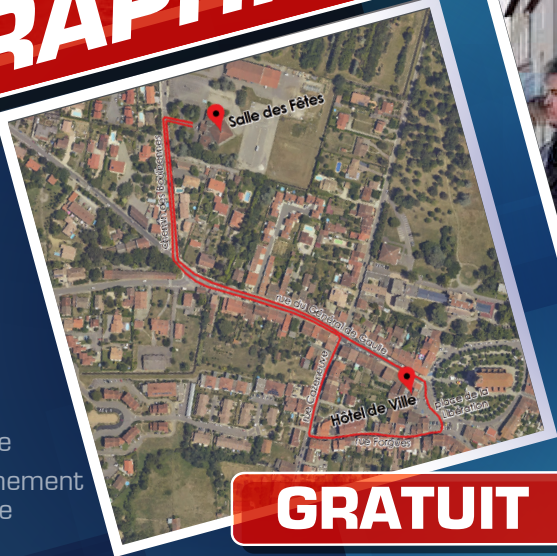 RAPHI
Salle des Fêtes
rue du Général de Gaulle
Hôtel de Ville
Place de la
Libération
rue Forgues
e
nement
e
GRATUIT